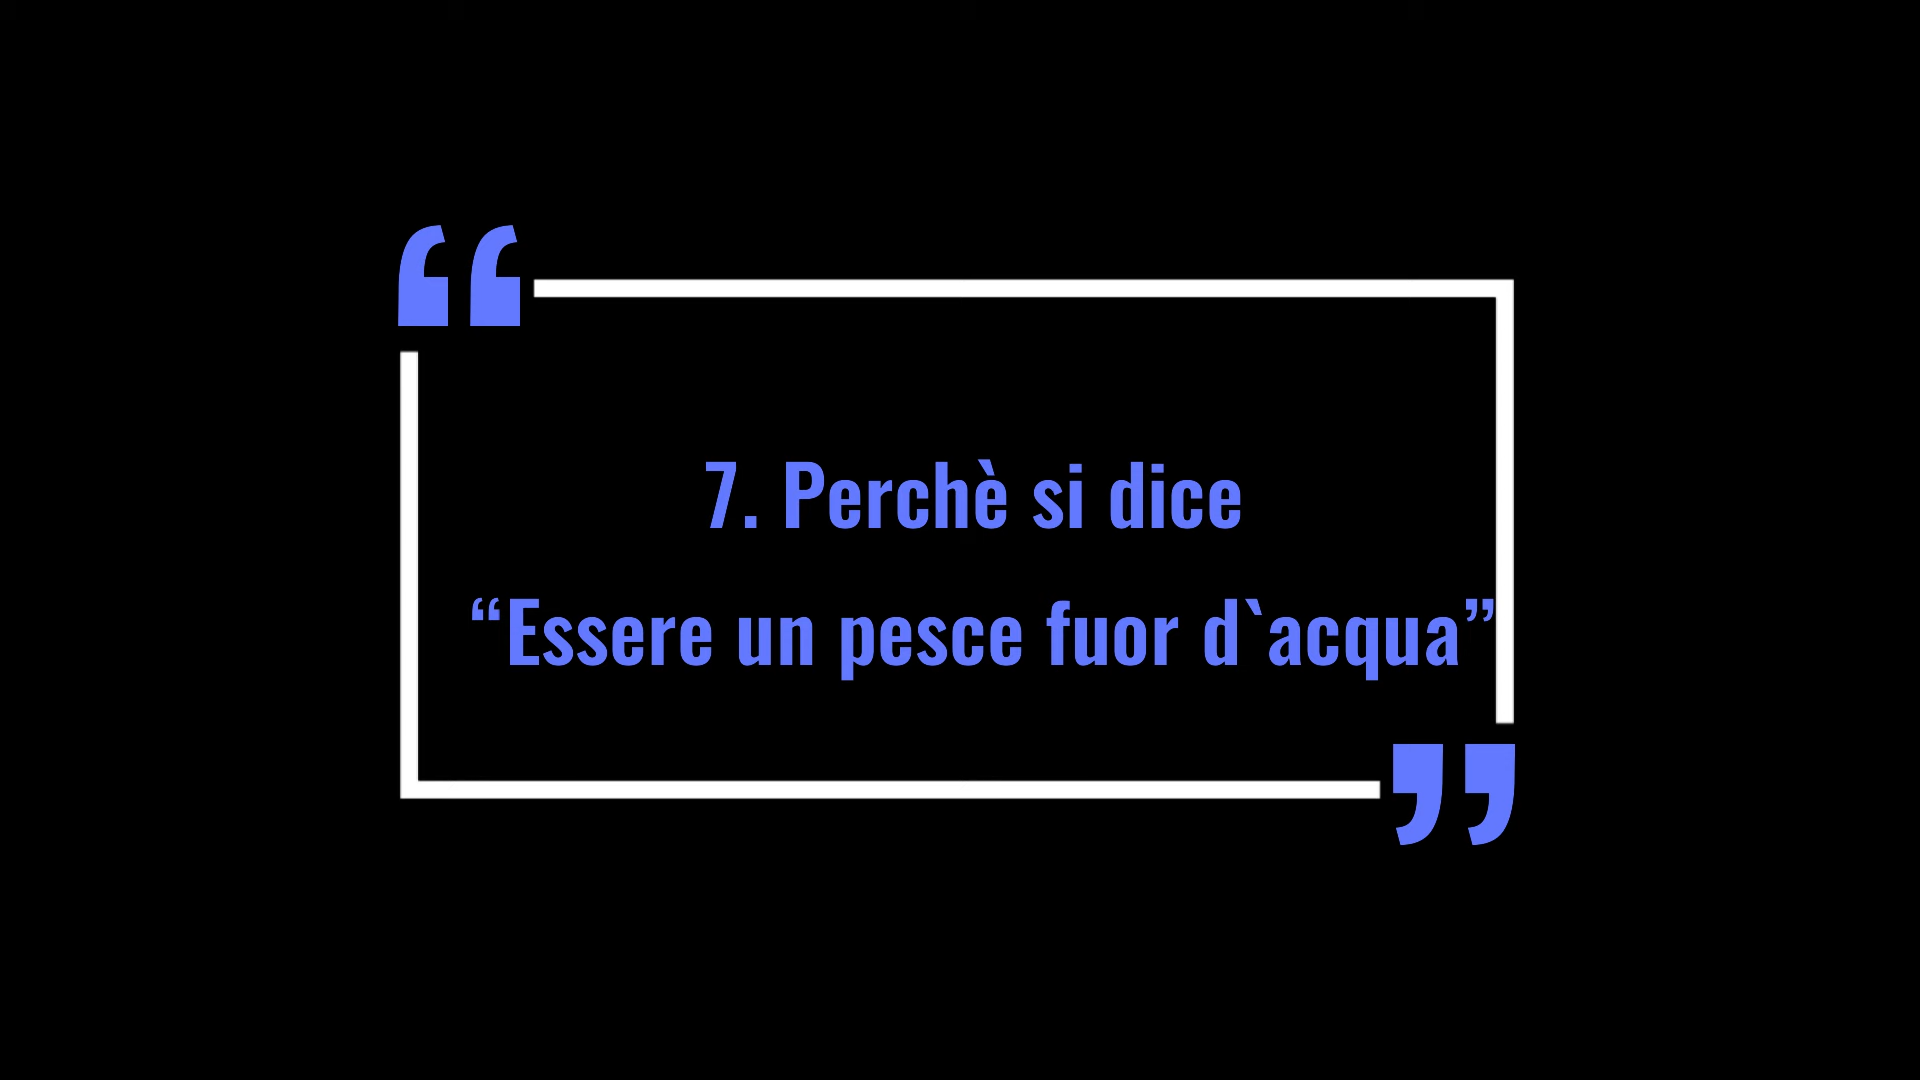 7. Perchè si dice
“Essere un pesce fuor d`acqua”